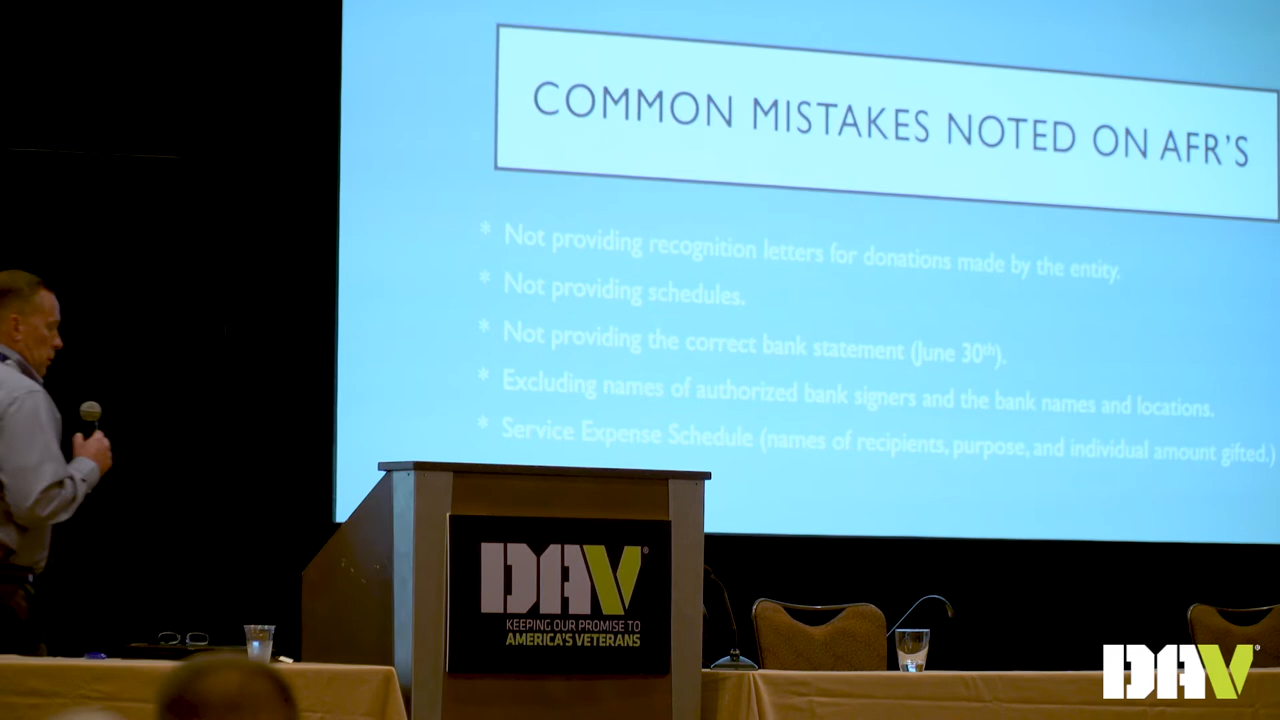 COMMON MISTAKES NOTED ON AFR'S
* Not providing recognition letters for donations made by the entity.
* Not providing schedules.
* Not providing the correct bank statement (June 30th).
* Excluding names of authorized bank signers and the bank names and locations.
* Service Expense Schedule (names of recipients, purpose, and individual amount gifted.)
DAV®
KEEPING OUR PROMISE TO
AMERICA'S VETERANS
DAV®